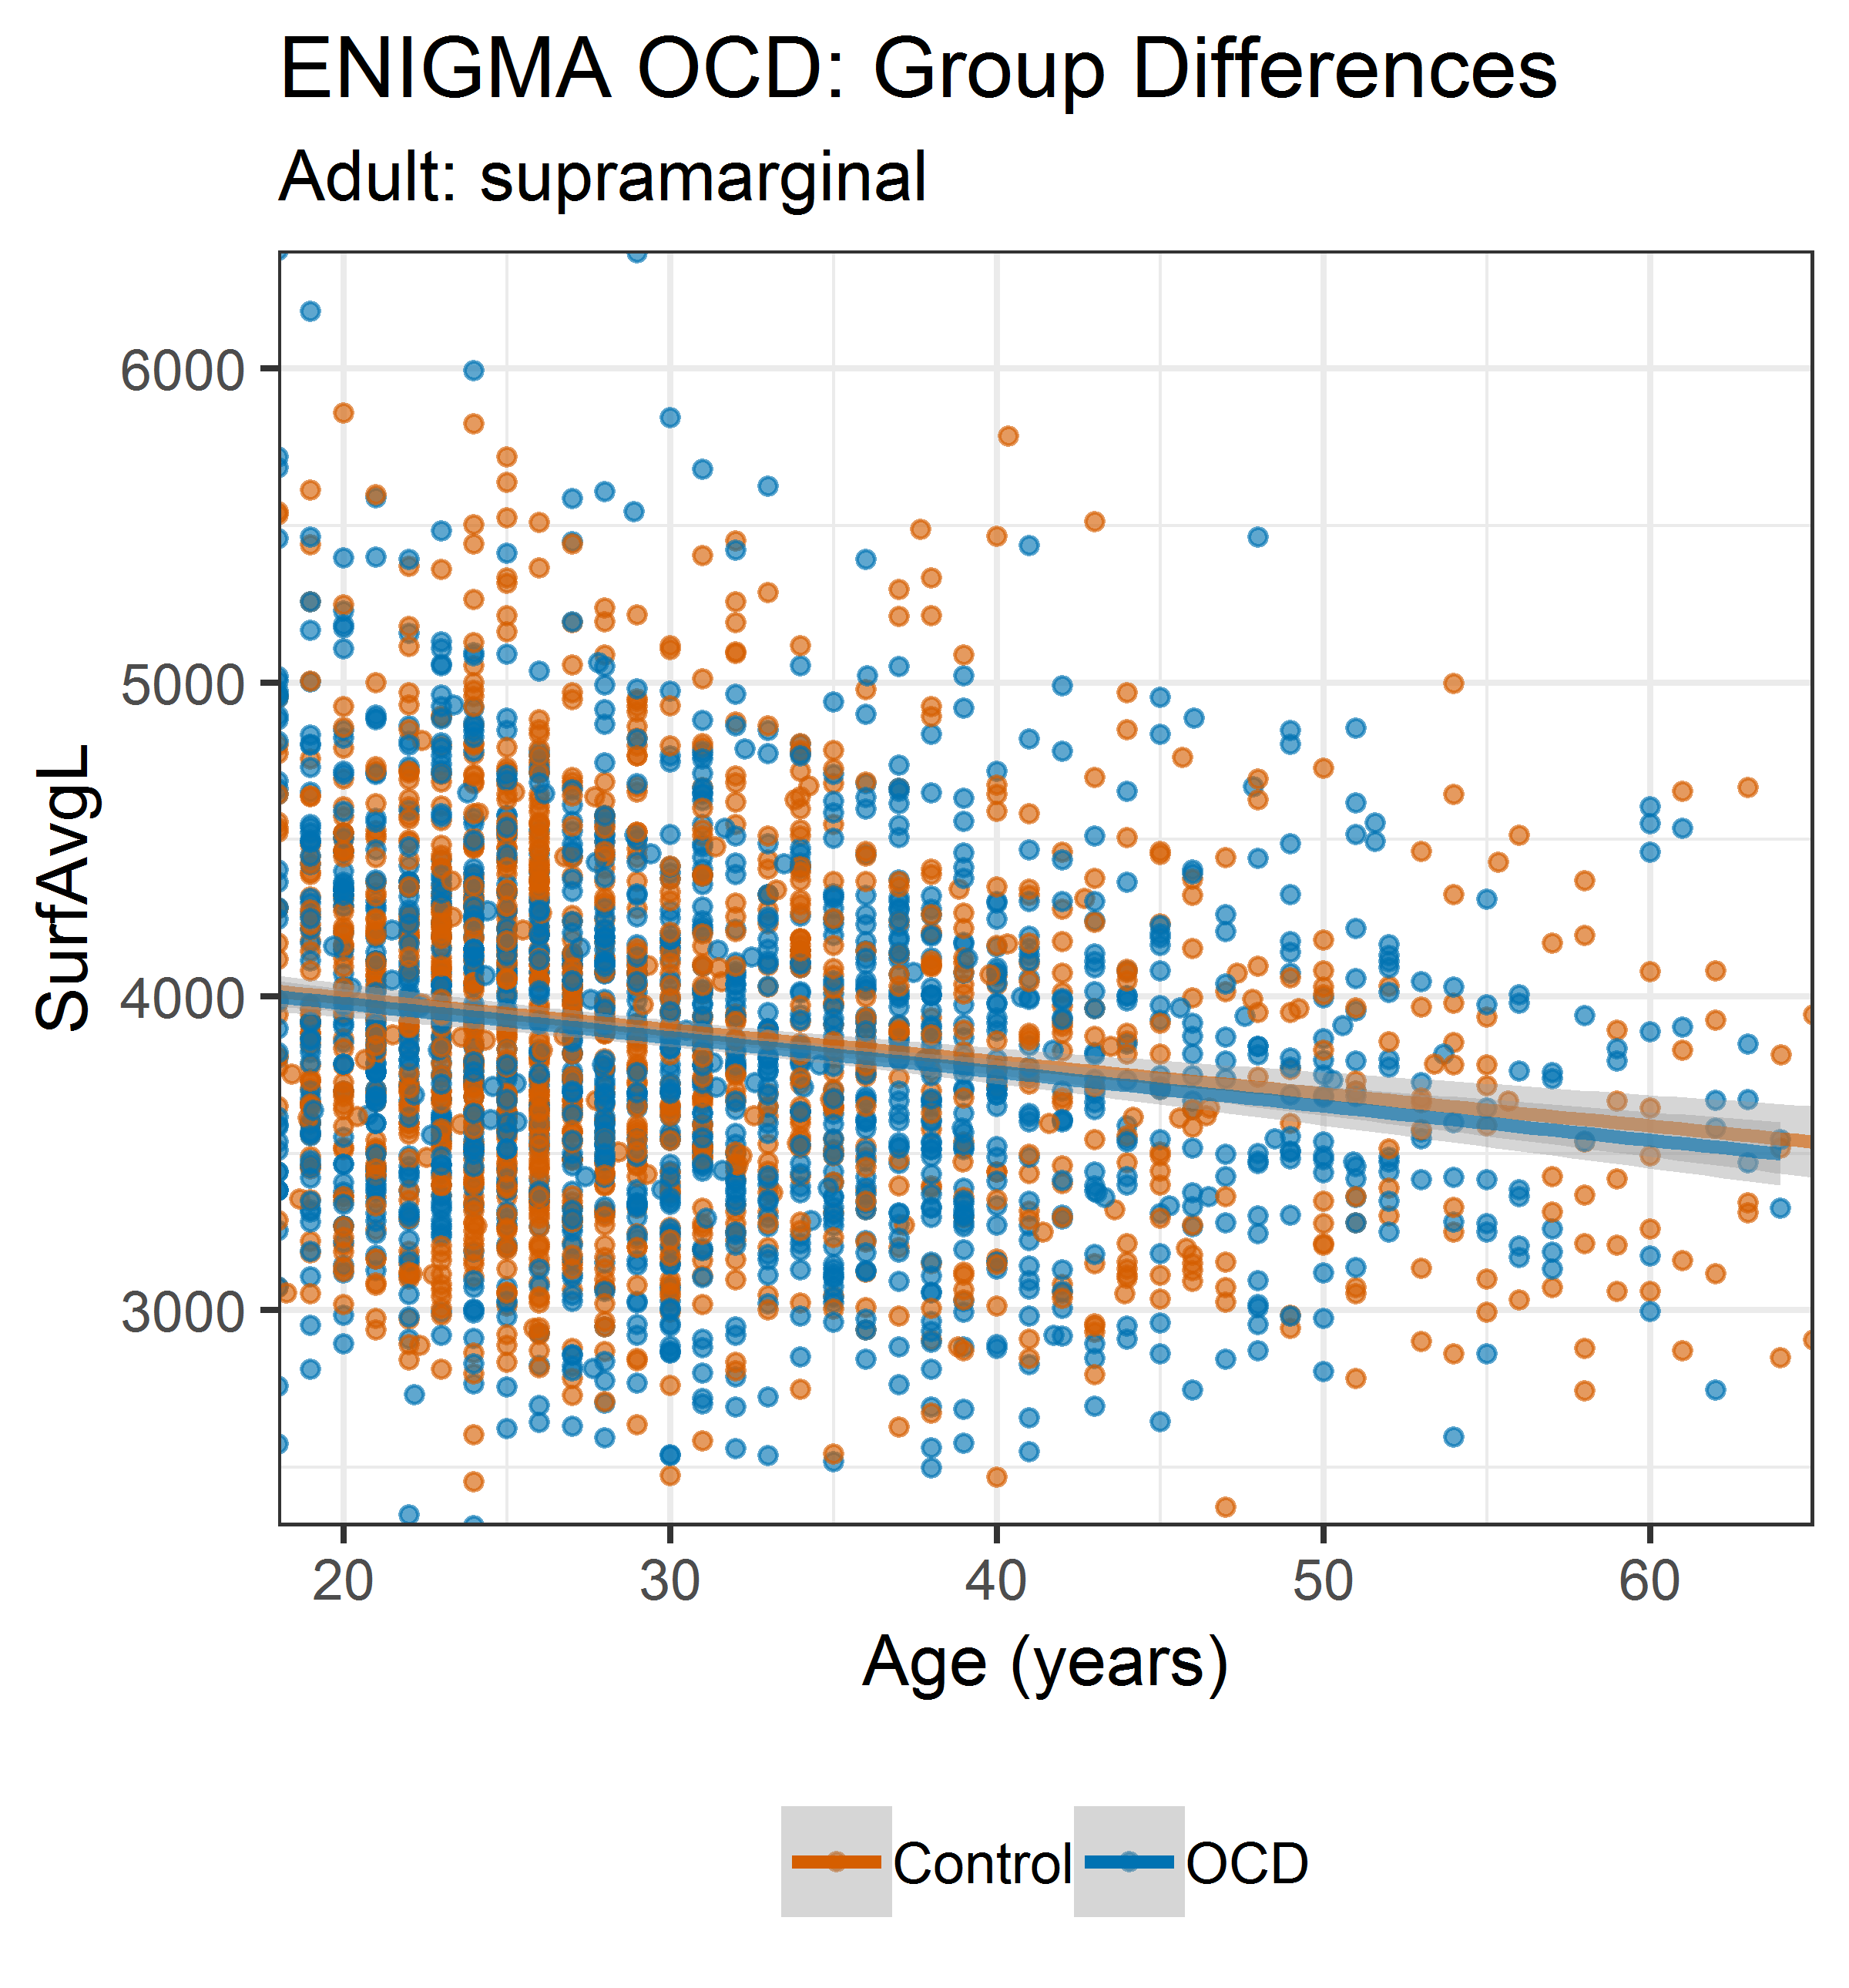 ENIGMA OCD: Group Differences
Adult: supramarginal
SurfAvgL
6000
5000
4000
3000
20 30 40 50 60
Age (years)
Control OCD